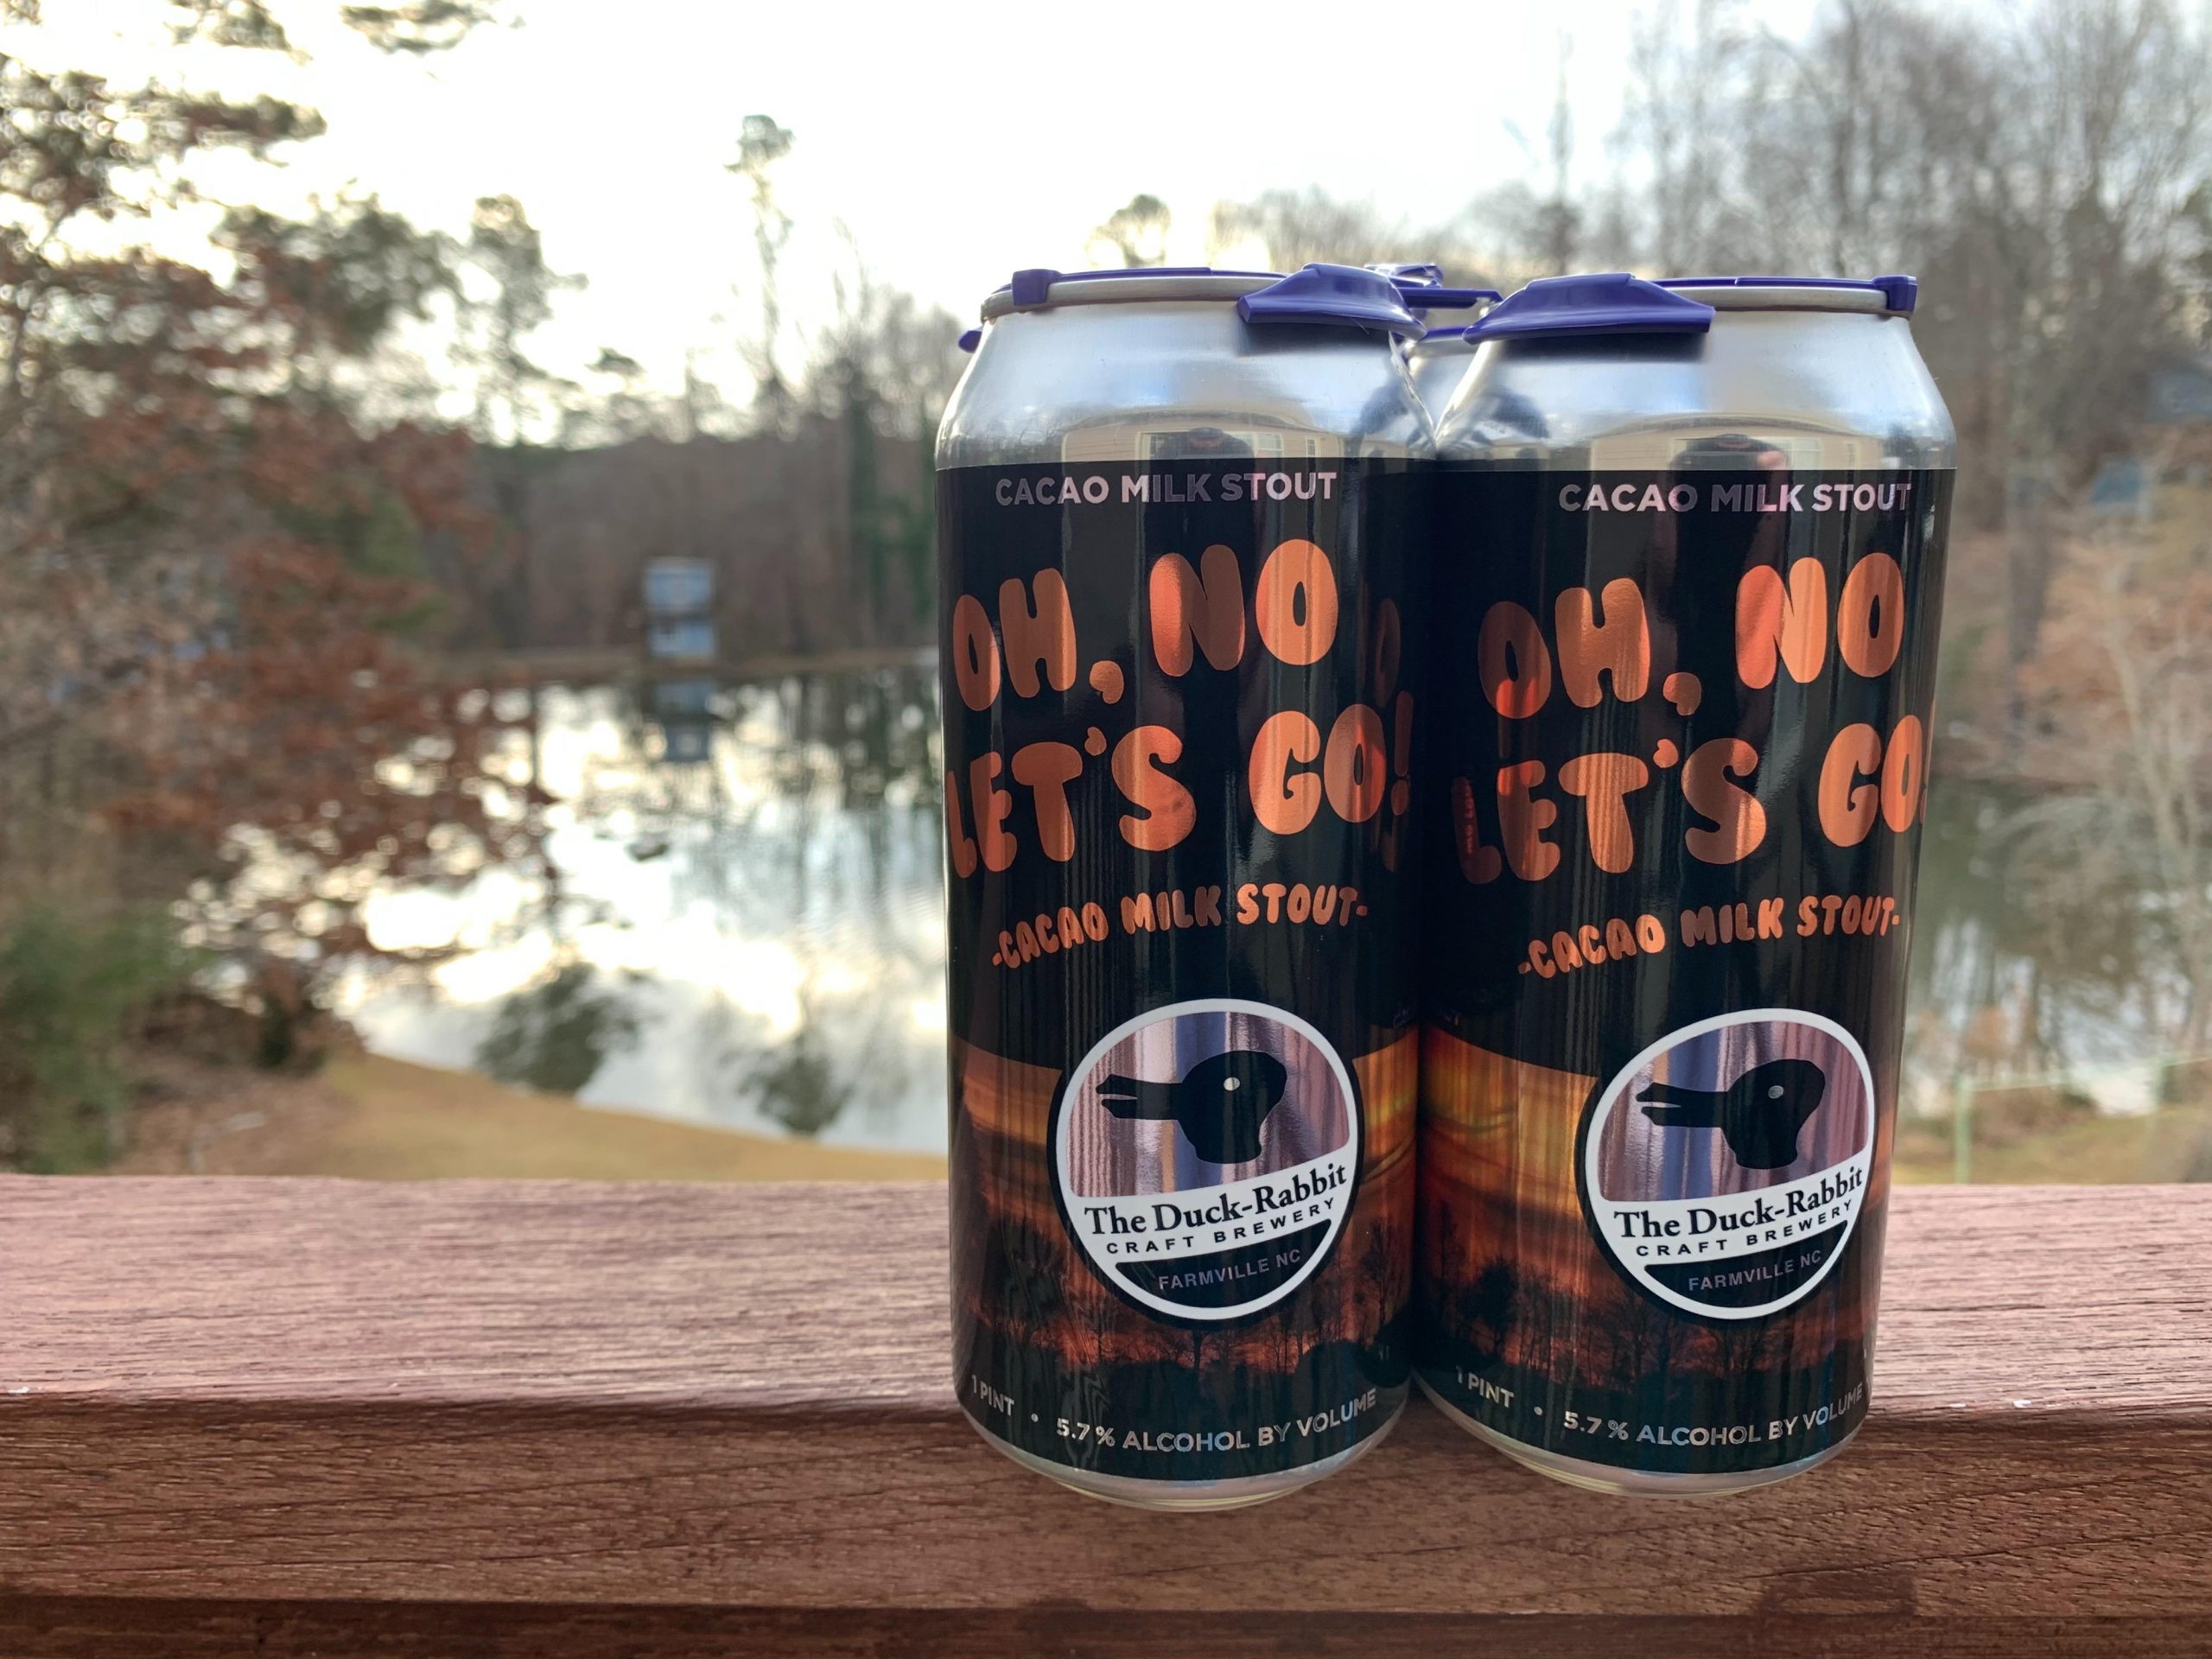 CACAO MILK STOUT
OH, NO
LET'S GO!
-CACAO MILK STOUT-
The Duck-Rabbit
CRAFT BREWERY
FARMVILLE NC
1 PINT • 5.7% ALCOHOL BY VOLUME
CACAO MILK STOUT
OH, NO
LET'S GO
-CACAO MILK STOUT-
The Duck-Rabbit
CRAFT BREWERY
FARMVILLE NC
1 PINT • 5.7% ALCOHOL BY VOLUME